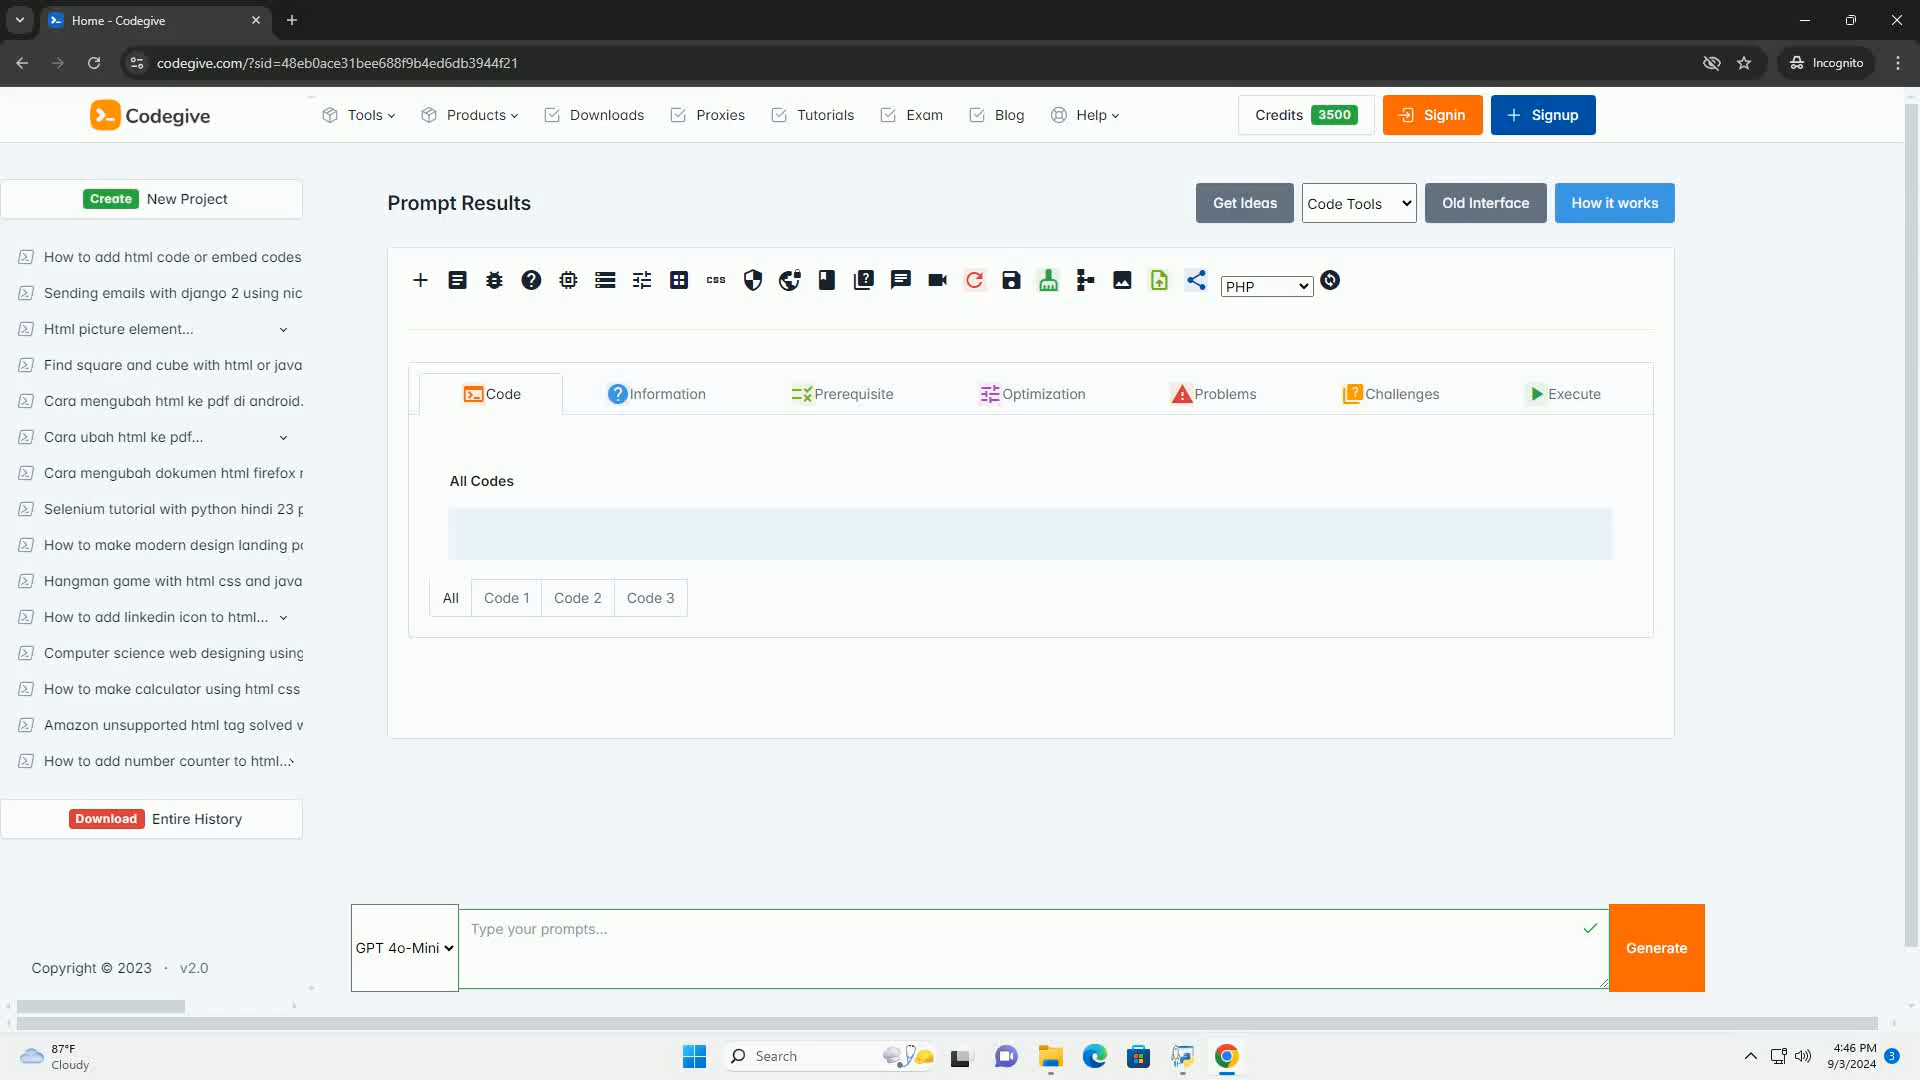 Home - Codegive
codegive.com/?sid=48eb0ace31bee688f9b4ed6db3944f21
Incognito
Codegive
Tools
Products
Downloads
Proxies
Tutorials
Exam
Blog
Help
Credits 3500
Signin
Signup
Create New Project
How to add html code or embed codes
Sending emails with django 2 using nic
Html picture element...
Find square and cube with html or java
Cara mengubah html ke pdf di android.
Cara ubah html ke pdf...
Cara mengubah dokumen html firefox
Selenium tutorial with python hindi 23 p
How to make modern design landing pa
Hangman game with html css and java
How to add linkedin icon to html...
Computer science web designing using
How to make calculator using html css
Amazon unsupported html tag solved w
How to add number counter to html...
Download Entire History
Copyright © 2023 · v2.0
Prompt Results
Get Ideas
Code Tools
Old Interface
How it works
css
PHP
Code
Information
Prerequisite
Optimization
Problems
Challenges
Execute
All Codes
All
Code 1
Code 2
Code 3
GPT 4o-Mini
Type your prompts...
Generate
87°F
Cloudy
Search
4:46 PM
9/3/2024
3